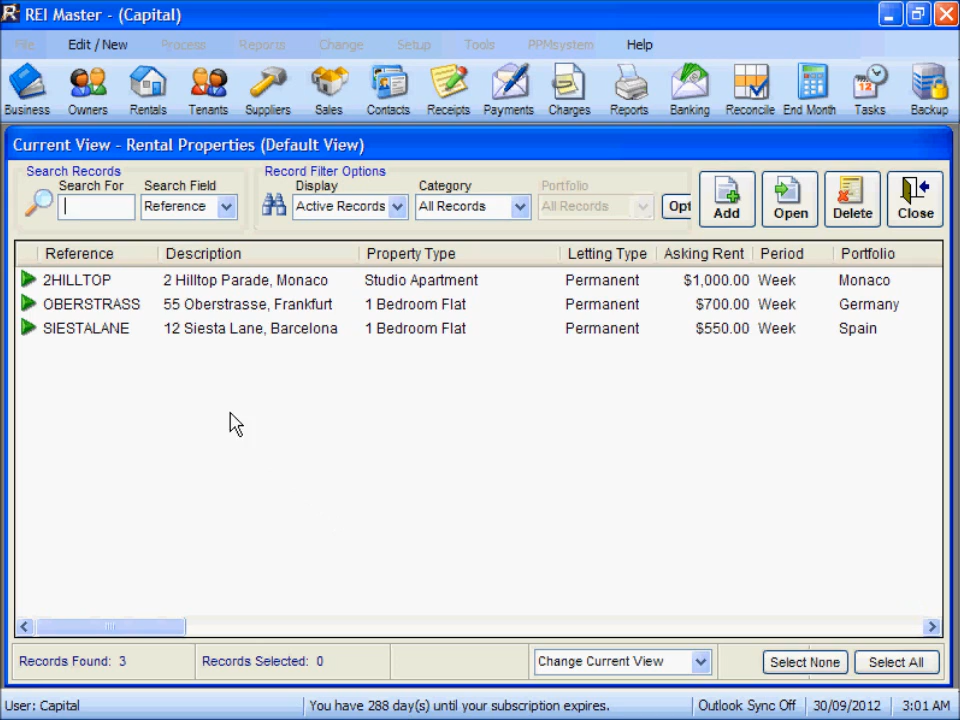 REI Master - (Capital)
File Edit / New Process Reports Change Setup Tools PPMsystem Help
Business Owners Rentals Tenants Suppliers Sales Contacts Receipts Payments Charges Reports Banking Reconcile End Month Tasks Backup
Current View - Rental Properties (Default View)
Search Records Record Filter Options
Search For Search Field Display Category Portfolio
Reference Active Records All Records All Records Opt
Add Open Delete Close
Reference Description Property Type Letting Type Asking Rent Period Portfolio
2HILLTOP 2 Hilltop Parade, Monaco Studio Apartment Permanent $1,000.00 Week Monaco
OBERSTRASS 55 Oberstrasse, Frankfurt 1 Bedroom Flat Permanent $700.00 Week Germany
SIESTALANE 12 Siesta Lane, Barcelona 1 Bedroom Flat Permanent $550.00 Week Spain
Records Found: 3 Records Selected: 0 Change Current View Select None Select All
User: Capital You have 288 day(s) until your subscription expires. Outlook Sync Off 30/09/2012 3:01 AM